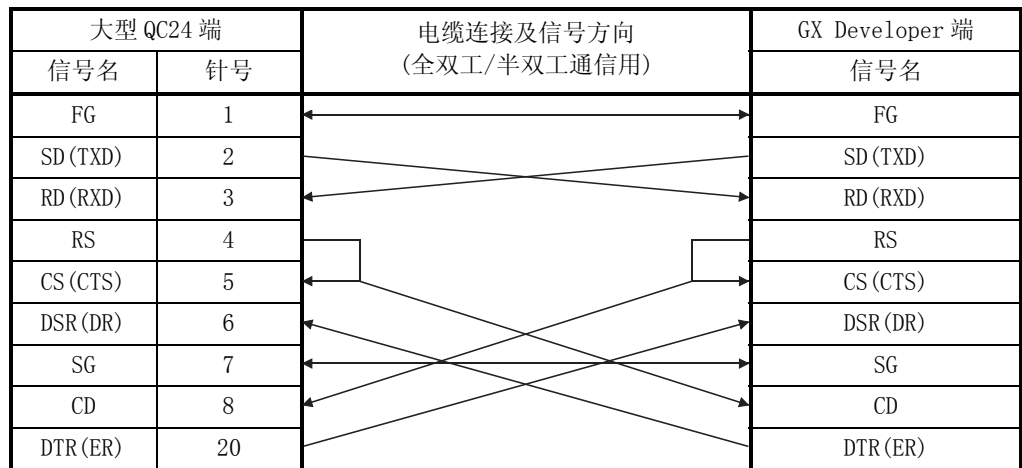 大型 QC24 端 电缆连接及信号方向 GX Developer 端
信号名 针号 (全双工/半双工通信用) 信号名
FG 1 FG
SD(TXD) 2 SD(TXD)
RD(RXD) 3 RD(RXD)
RS 4 RS
CS(CTS) 5 CS(CTS)
DSR(DR) 6 DSR(DR)
SG 7 SG
CD 8 CD
DTR(ER) 20 DTR(ER)